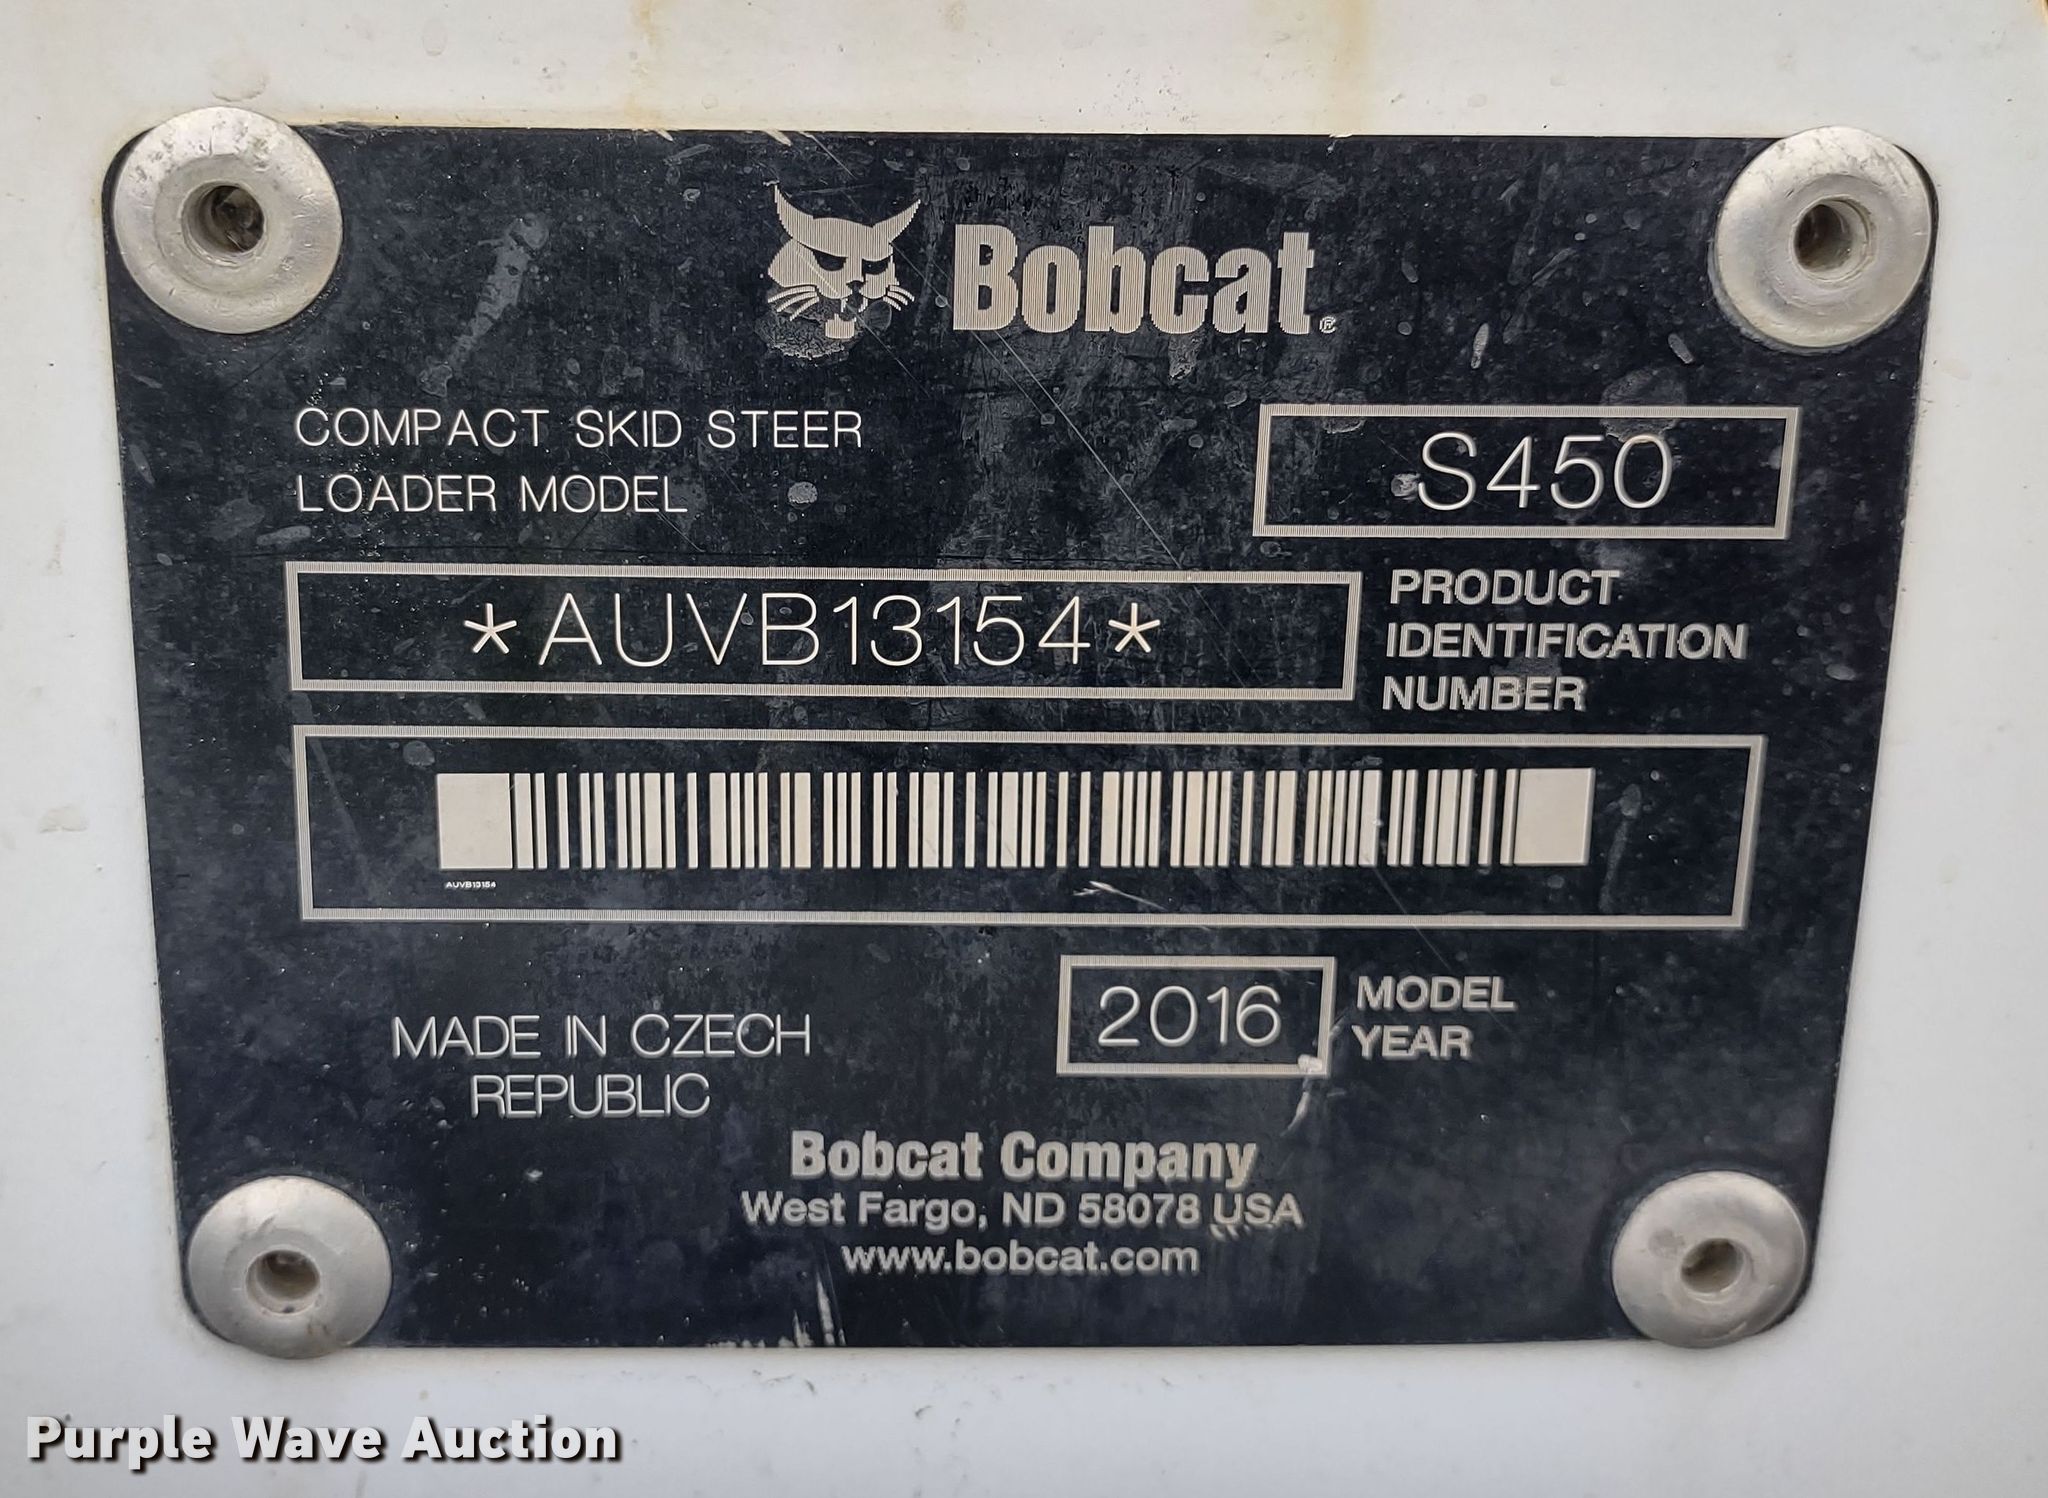 Bobcat®
COMPACT SKID STEER
LOADER MODEL
S450
*AUVB13154*
PRODUCT
IDENTIFICATION
NUMBER
AUVB13154
MADE IN CZECH
REPUBLIC
2016
MODEL
YEAR
Bobcat Company
West Fargo, ND 58078 USA
www.bobcat.com
Purple Wave Auction